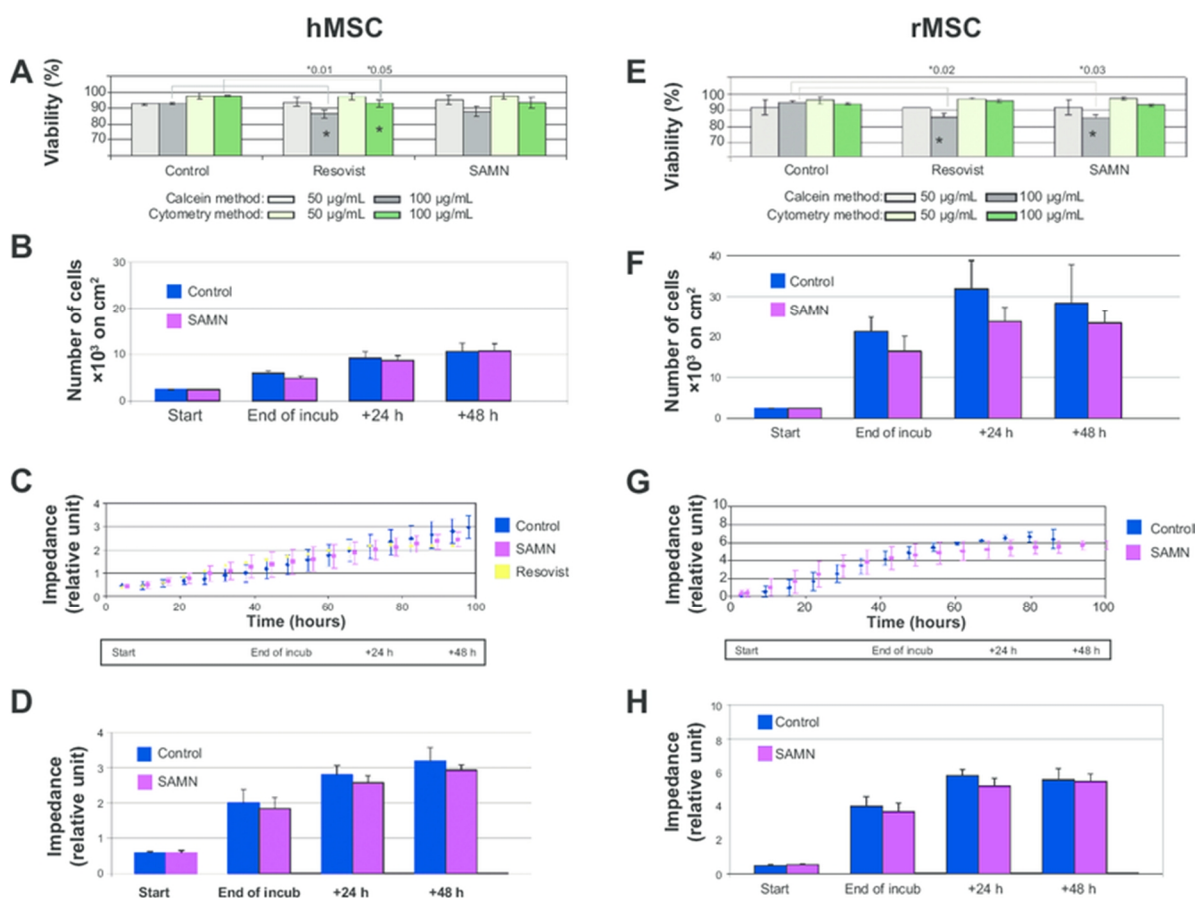 hMSC
A
Viability (%)
*0.01 *0.05
100
90
80
70
* *
Control Resovist SAMN
Calcein method: 50 µg/mL 100 µg/mL
Cytometry method: 50 µg/mL 100 µg/mL
B
Number of cells
×10³ on cm²
30
20
10
0
Control
SAMN
Start End of incub +24 h +48 h
C
Impedance
(relative unit)
4
3
2
1
0
Control
SAMN
Resovist
0 20 40 60 80 100
Time (hours)
Start End of incub +24 h +48 h
D
Impedance
(relative unit)
4
3
2
1
0
Control
SAMN
Start End of incub +24 h +48 h
rMSC
E
Viability (%)
*0.02 *0.03
100
90
80
70
* *
Control Resovist SAMN
Calcein method: 50 µg/mL 100 µg/mL
Cytometry method: 50 µg/mL 100 µg/mL
F
Number of cells
×10³ on cm²
40
30
20
10
0
Control
SAMN
Start End of incub +24 h +48 h
G
Impedance
(relative unit)
10
8
6
4
2
0
Control
SAMN
0 20 40 60 80 100
Time (hours)
Start End of incub +24 h +48 h
H
Impedance
(relative unit)
10
8
6
4
2
0
Control
SAMN
Start End of incub +24 h +48 h